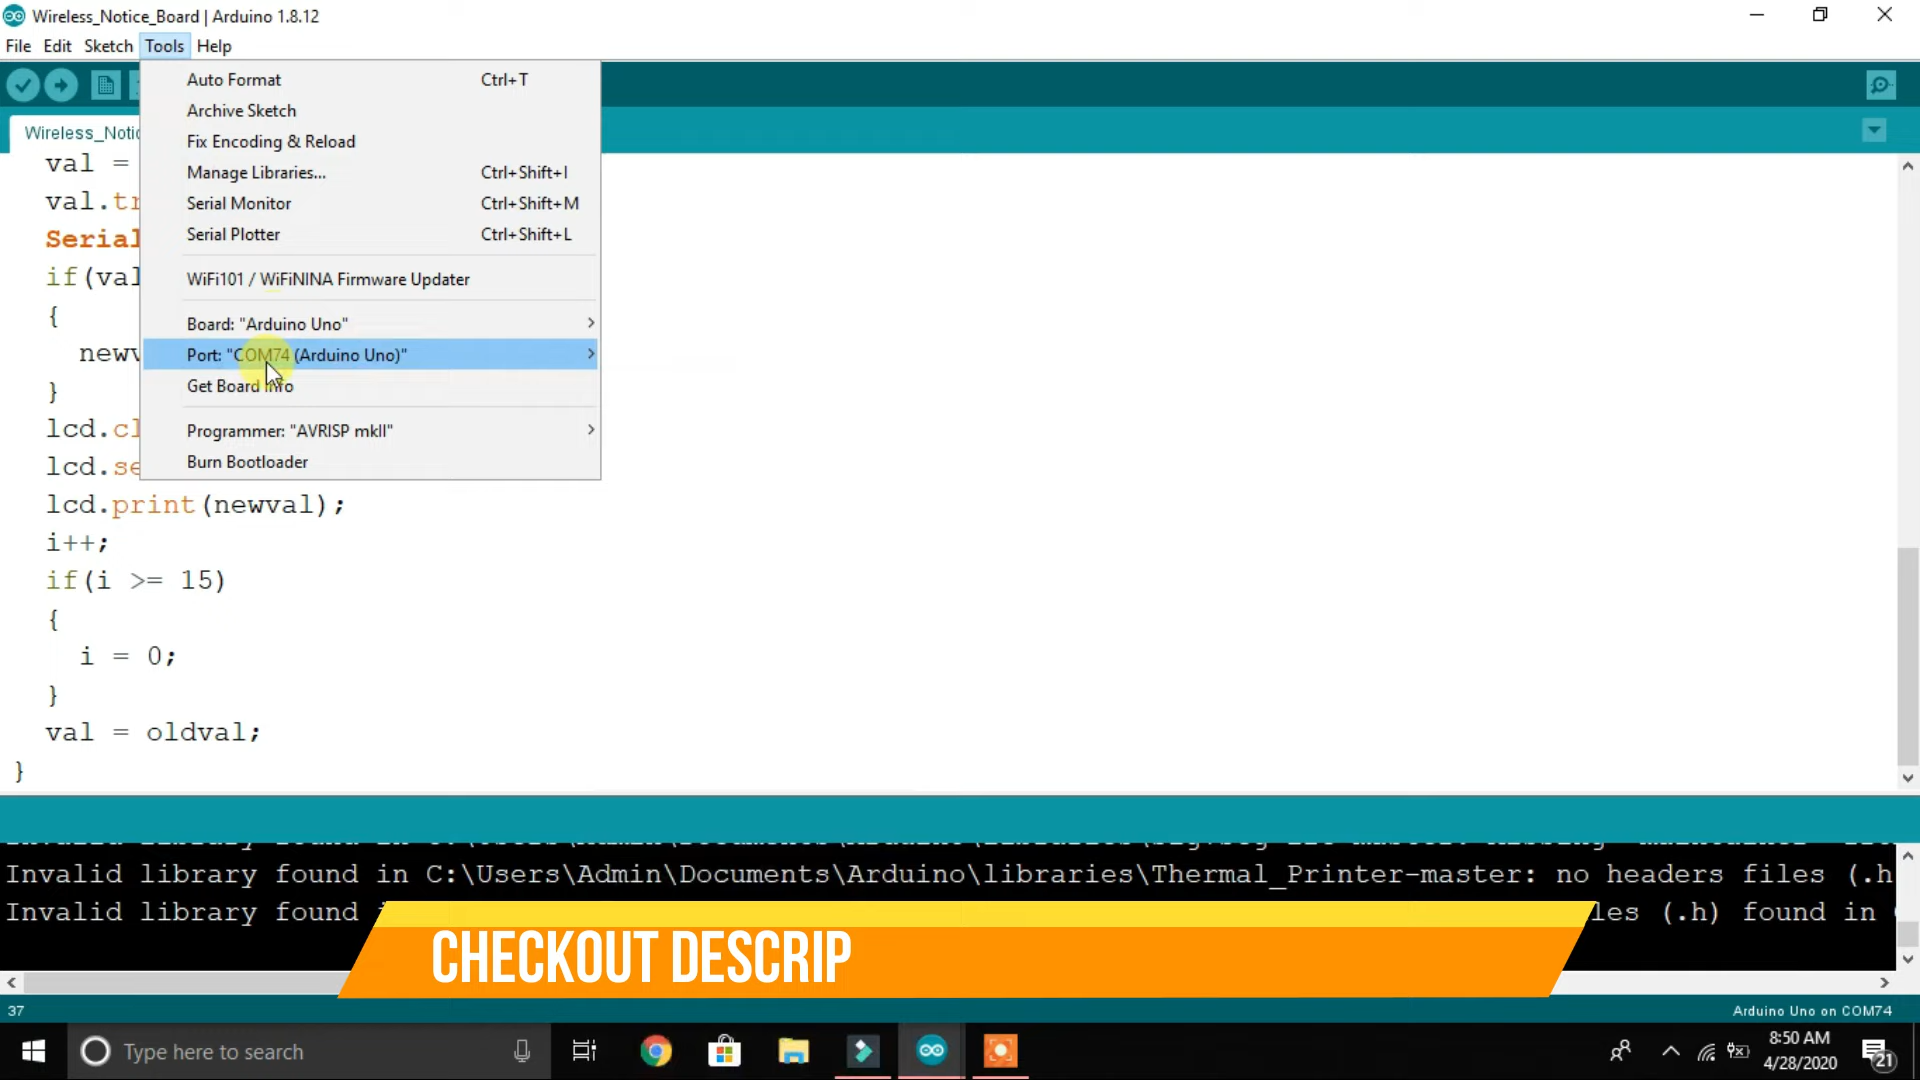 Wireless_Notice_Board | Arduino 1.8.12
File Edit Sketch Tools Help
Auto Format Ctrl+T
Archive Sketch
Fix Encoding & Reload
Manage Libraries... Ctrl+Shift+I
Serial Monitor Ctrl+Shift+M
Serial Plotter Ctrl+Shift+L
WiFi101 / WiFiNINA Firmware Updater
Board: "Arduino Uno"
Port: "COM74 (Arduino Uno)"
Get Board Info
Programmer: "AVRISP mkII"
Burn Bootloader
Wireless_Notic
val =
val.tr
Serial
if(val
{
newv
}
lcd.cl
lcd.se
lcd.print(newval);
i++;
if(i >= 15)
{
i = 0;
}
val = oldval;
}
Invalid library found in C:\Users\Admin\Documents\Arduino\libraries\Thermal_Printer-master: no headers files (.h
Invalid library found les (.h) found in
CHECKOUT DESCRIP
37
Arduino Uno on COM74
Type here to search
8:50 AM
4/28/2020
21